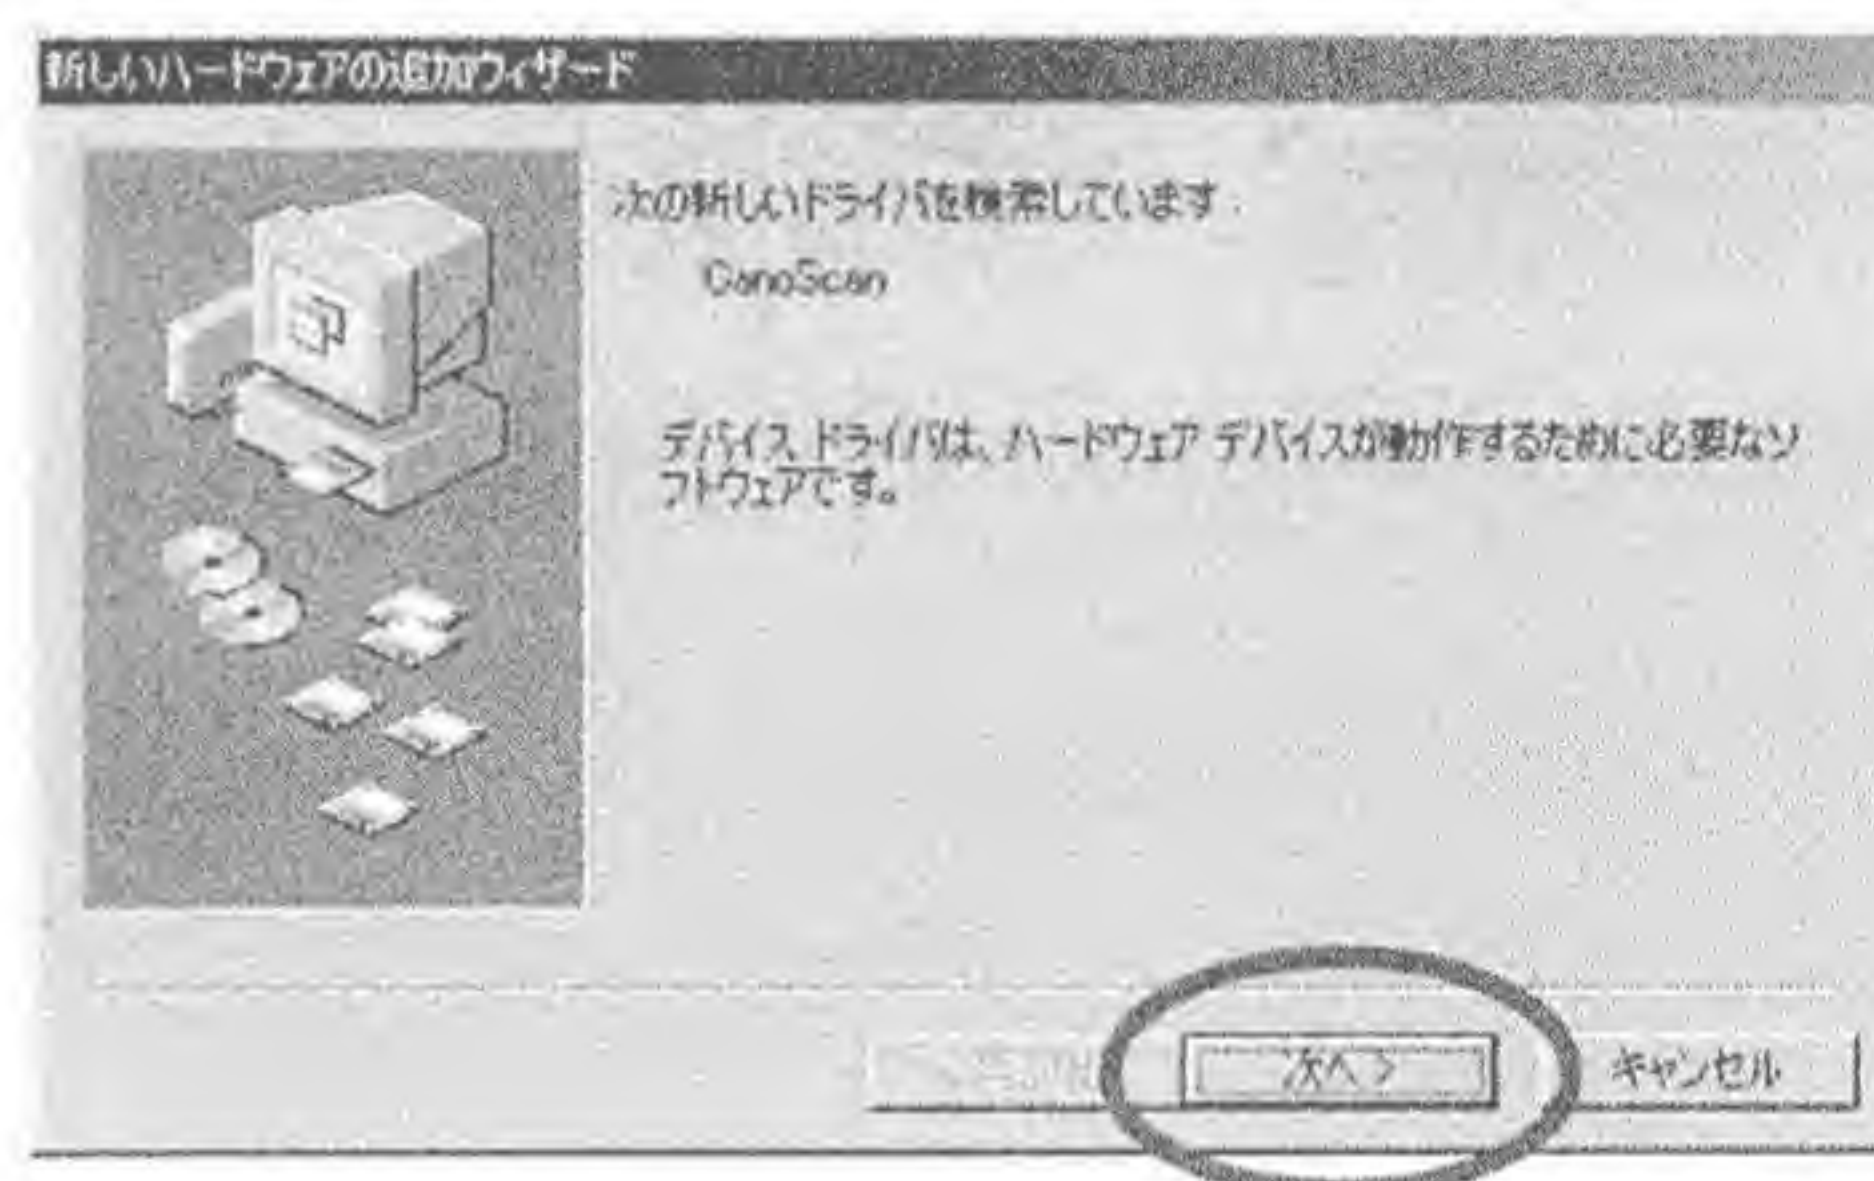 新しいハードウェアの追加ウィザード
次の新しいドライバを検索しています:
CanoScan
デバイス ドライバは、ハードウェア デバイスが動作するために必要なソ
フトウェアです。
次へ >
キャンセル